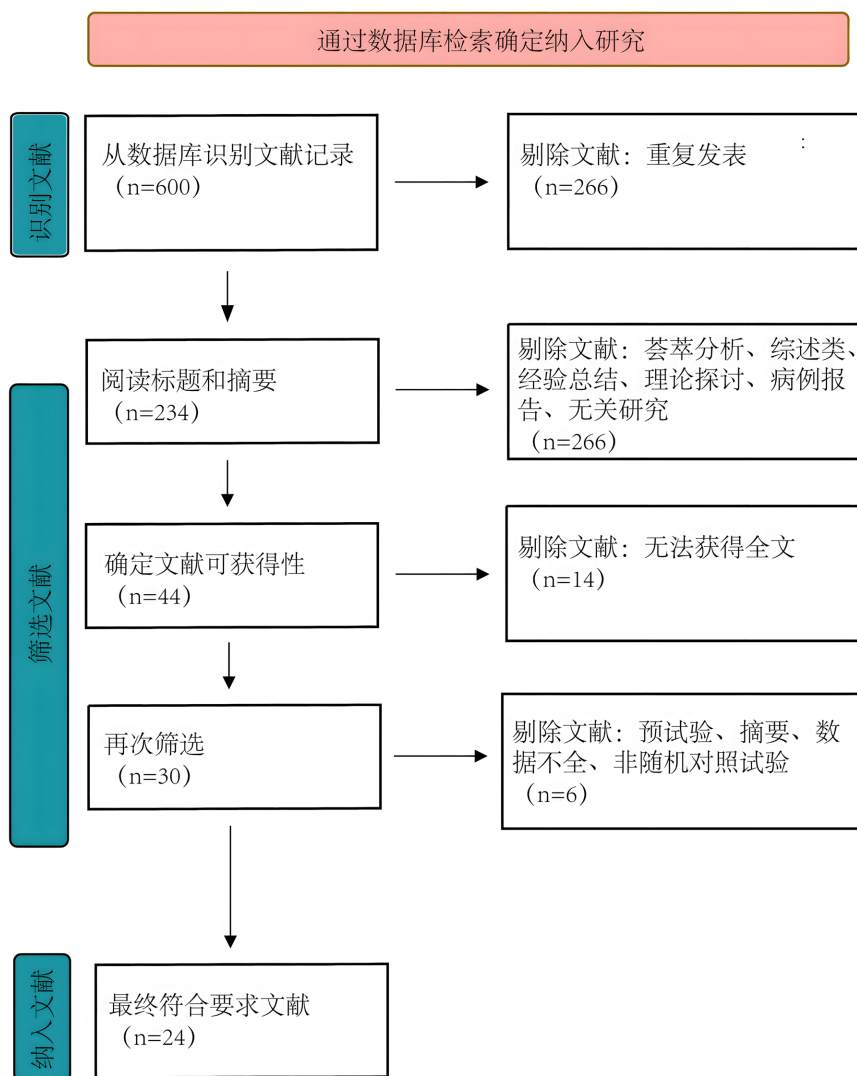 通过数据库检索确定纳入研究
识别文献
从数据库识别文献记录
（n=600）
剔除文献：重复发表
（n=266）
:
筛选文献
阅读标题和摘要
（n=234）
剔除文献：荟萃分析、综述类、
经验总结、理论探讨、病例报
告、无关研究
（n=266）
确定文献可获得性
（n=44）
剔除文献：无法获得全文
（n=14）
再次筛选
（n=30）
剔除文献：预试验、摘要、数
据不全、非随机对照试验
（n=6）
纳入文献
最终符合要求文献
（n=24）